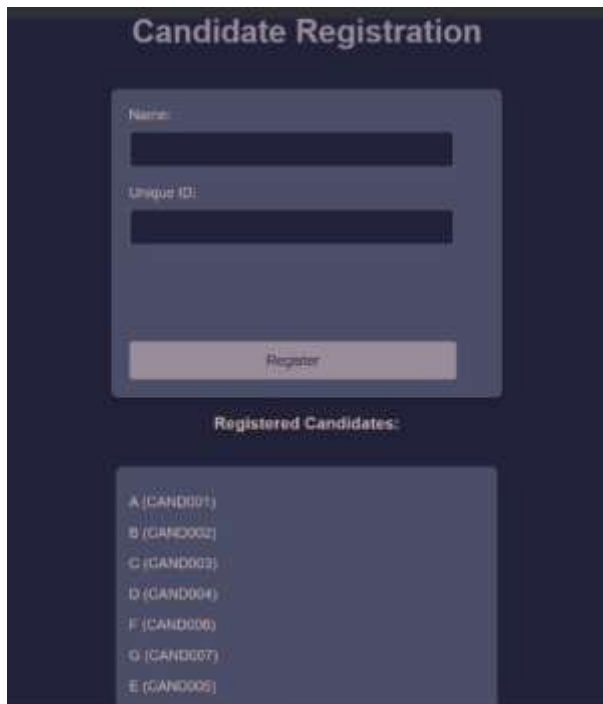 Candidate Registration
Name:
Unique ID:
Register
Registered Candidates:
A (CAND001)
B (CAND002)
C (CAND003)
D (CAND004)
F (CAND006)
G (CAND007)
E (CAND005)